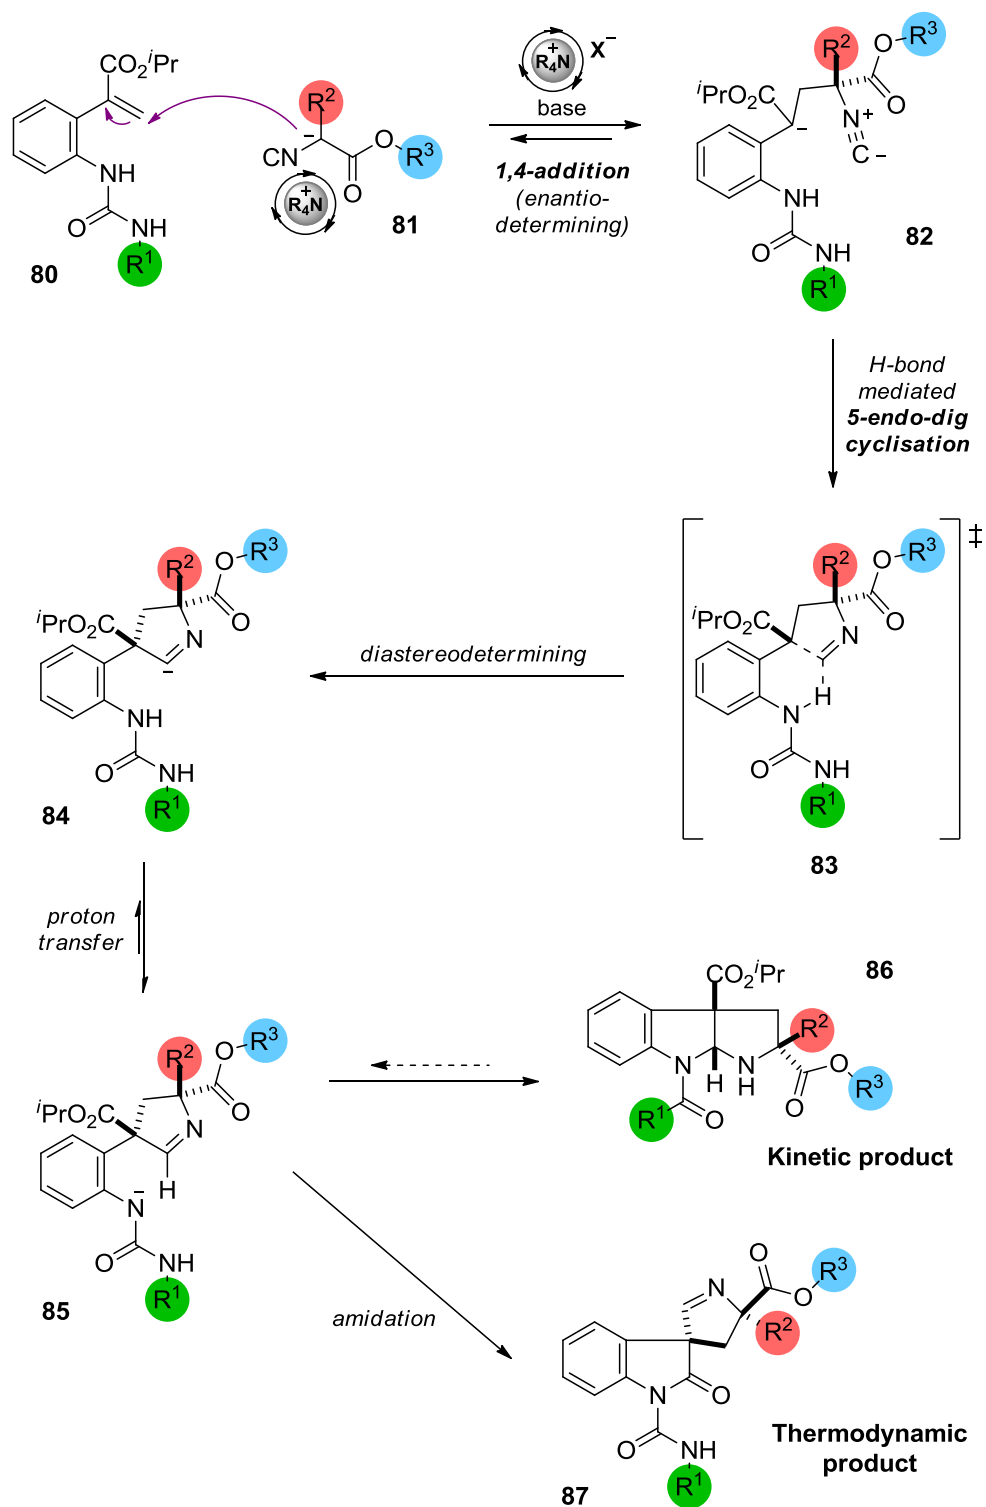 CO₂ⁱPr
R²
CN
−
O
R³
O
NH
O
NH
R¹
80
R₄N⁺
81
R₄N⁺ X⁻
base
1,4-addition
(enantio-
determining)
R²
O
R³
ⁱPrO₂C
O
−
N⁺
C⁻
NH
O
NH
R¹
82
H-bond
mediated
5-endo-dig
cyclisation
‡
R²
O
R³
O
ⁱPrO₂C
N
H
N
O
NH
R¹
83
diastereodetermining
R²
O
R³
O
ⁱPrO₂C
N
−
NH
O
NH
R¹
84
proton
transfer
R²
O
R³
O
ⁱPrO₂C
N
H
N⁻
O
NH
R¹
85
86
CO₂ⁱPr
R²
N
H
N
H
O
O
R³
R¹
O
Kinetic product
amidation
O
R³
N
O
R²
O
N
O
NH
R¹
87
Thermodynamic
product